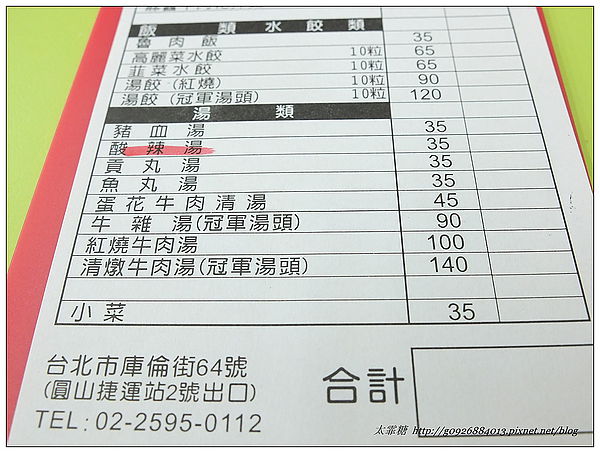 飯類水餃類
魯肉飯 35
高麗菜水餃 10粒 65
韮菜水餃 10粒 65
湯餃(紅燒) 10粒 90
湯餃(冠軍湯頭) 10粒 120
湯類
豬血湯 35
酸辣湯 35
貢丸湯 35
魚丸湯 35
蛋花牛肉清湯 45
牛雜湯(冠軍湯頭) 90
紅燒牛肉湯 100
清燉牛肉湯(冠軍湯頭) 140
小菜 35
台北市庫倫街64號
(圓山捷運站2號出口)
TEL:02-2595-0112
合計
太霏糖 http://g0926884013.pixnet.net/blog